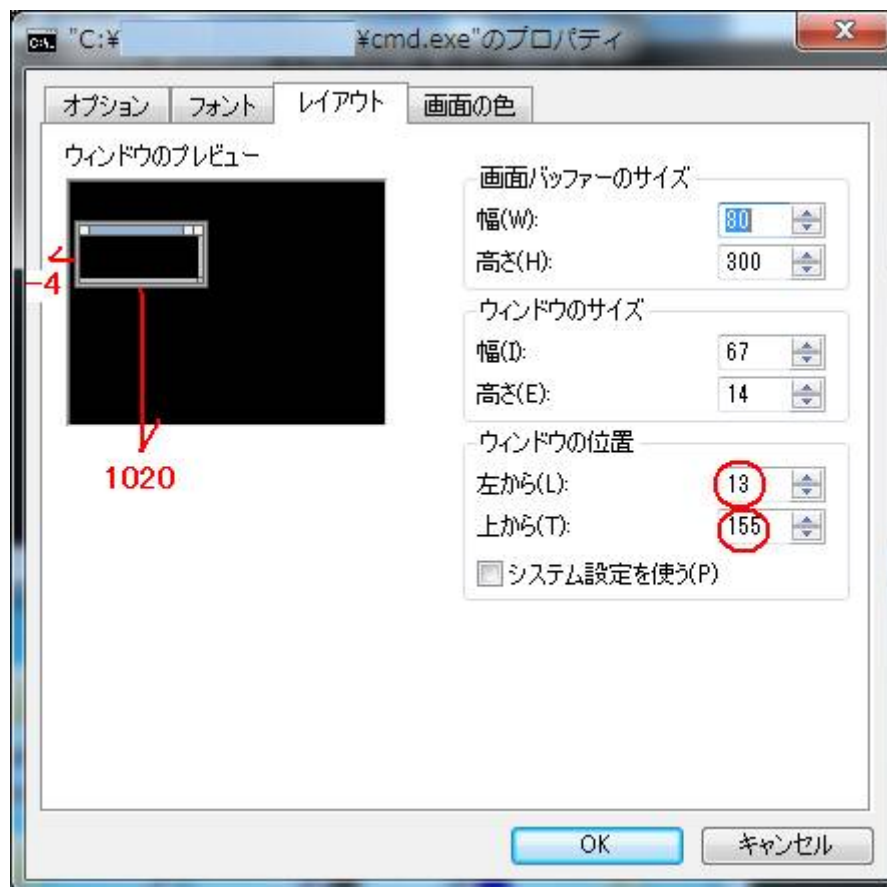 "C:¥ ¥cmd.exe"のプロパティ
オプション フォント レイアウト 画面の色
ウィンドウのプレビュー
-4
1020
画面バッファーのサイズ
幅(W): 80
高さ(H): 300
ウィンドウのサイズ
幅(I): 67
高さ(E): 14
ウィンドウの位置
左から(L): 13
上から(T): 155
システム設定を使う(P)
OK キャンセル